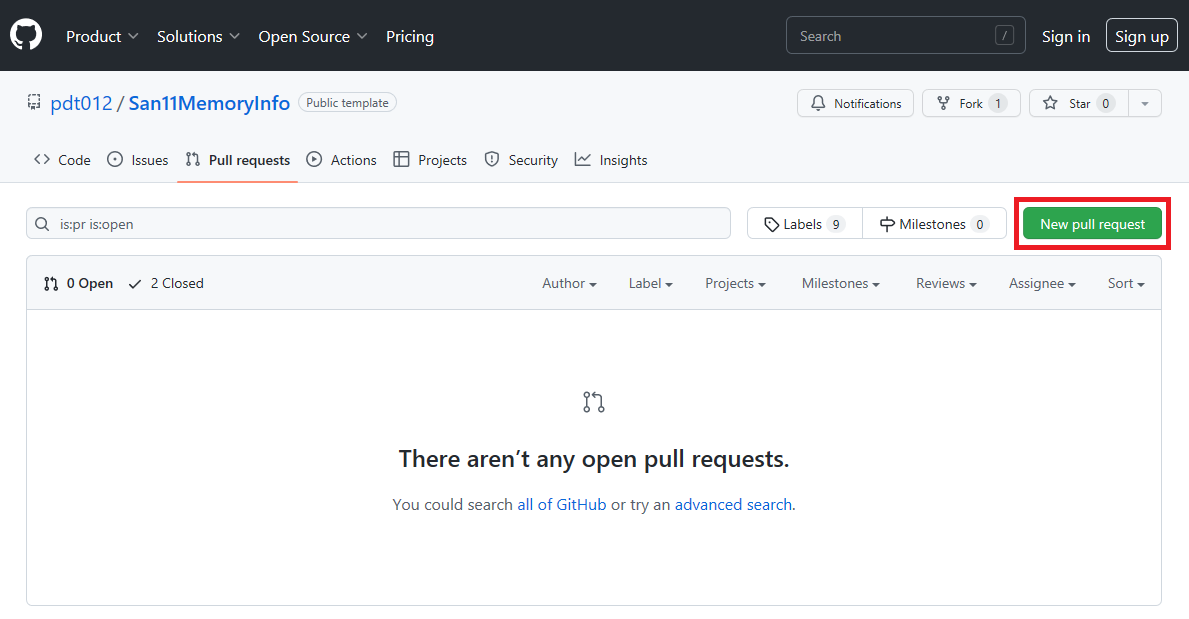 Product Solutions Open Source Pricing Search / Sign in Sign up
pdt012 / San11MemoryInfo Public template Notifications Fork 1 Star 0
Code Issues Pull requests Actions Projects Security Insights
is:pr is:open Labels 9 Milestones 0 New pull request
0 Open 2 Closed Author Label Projects Milestones Reviews Assignee Sort
There aren’t any open pull requests.
You could search all of GitHub or try an advanced search.